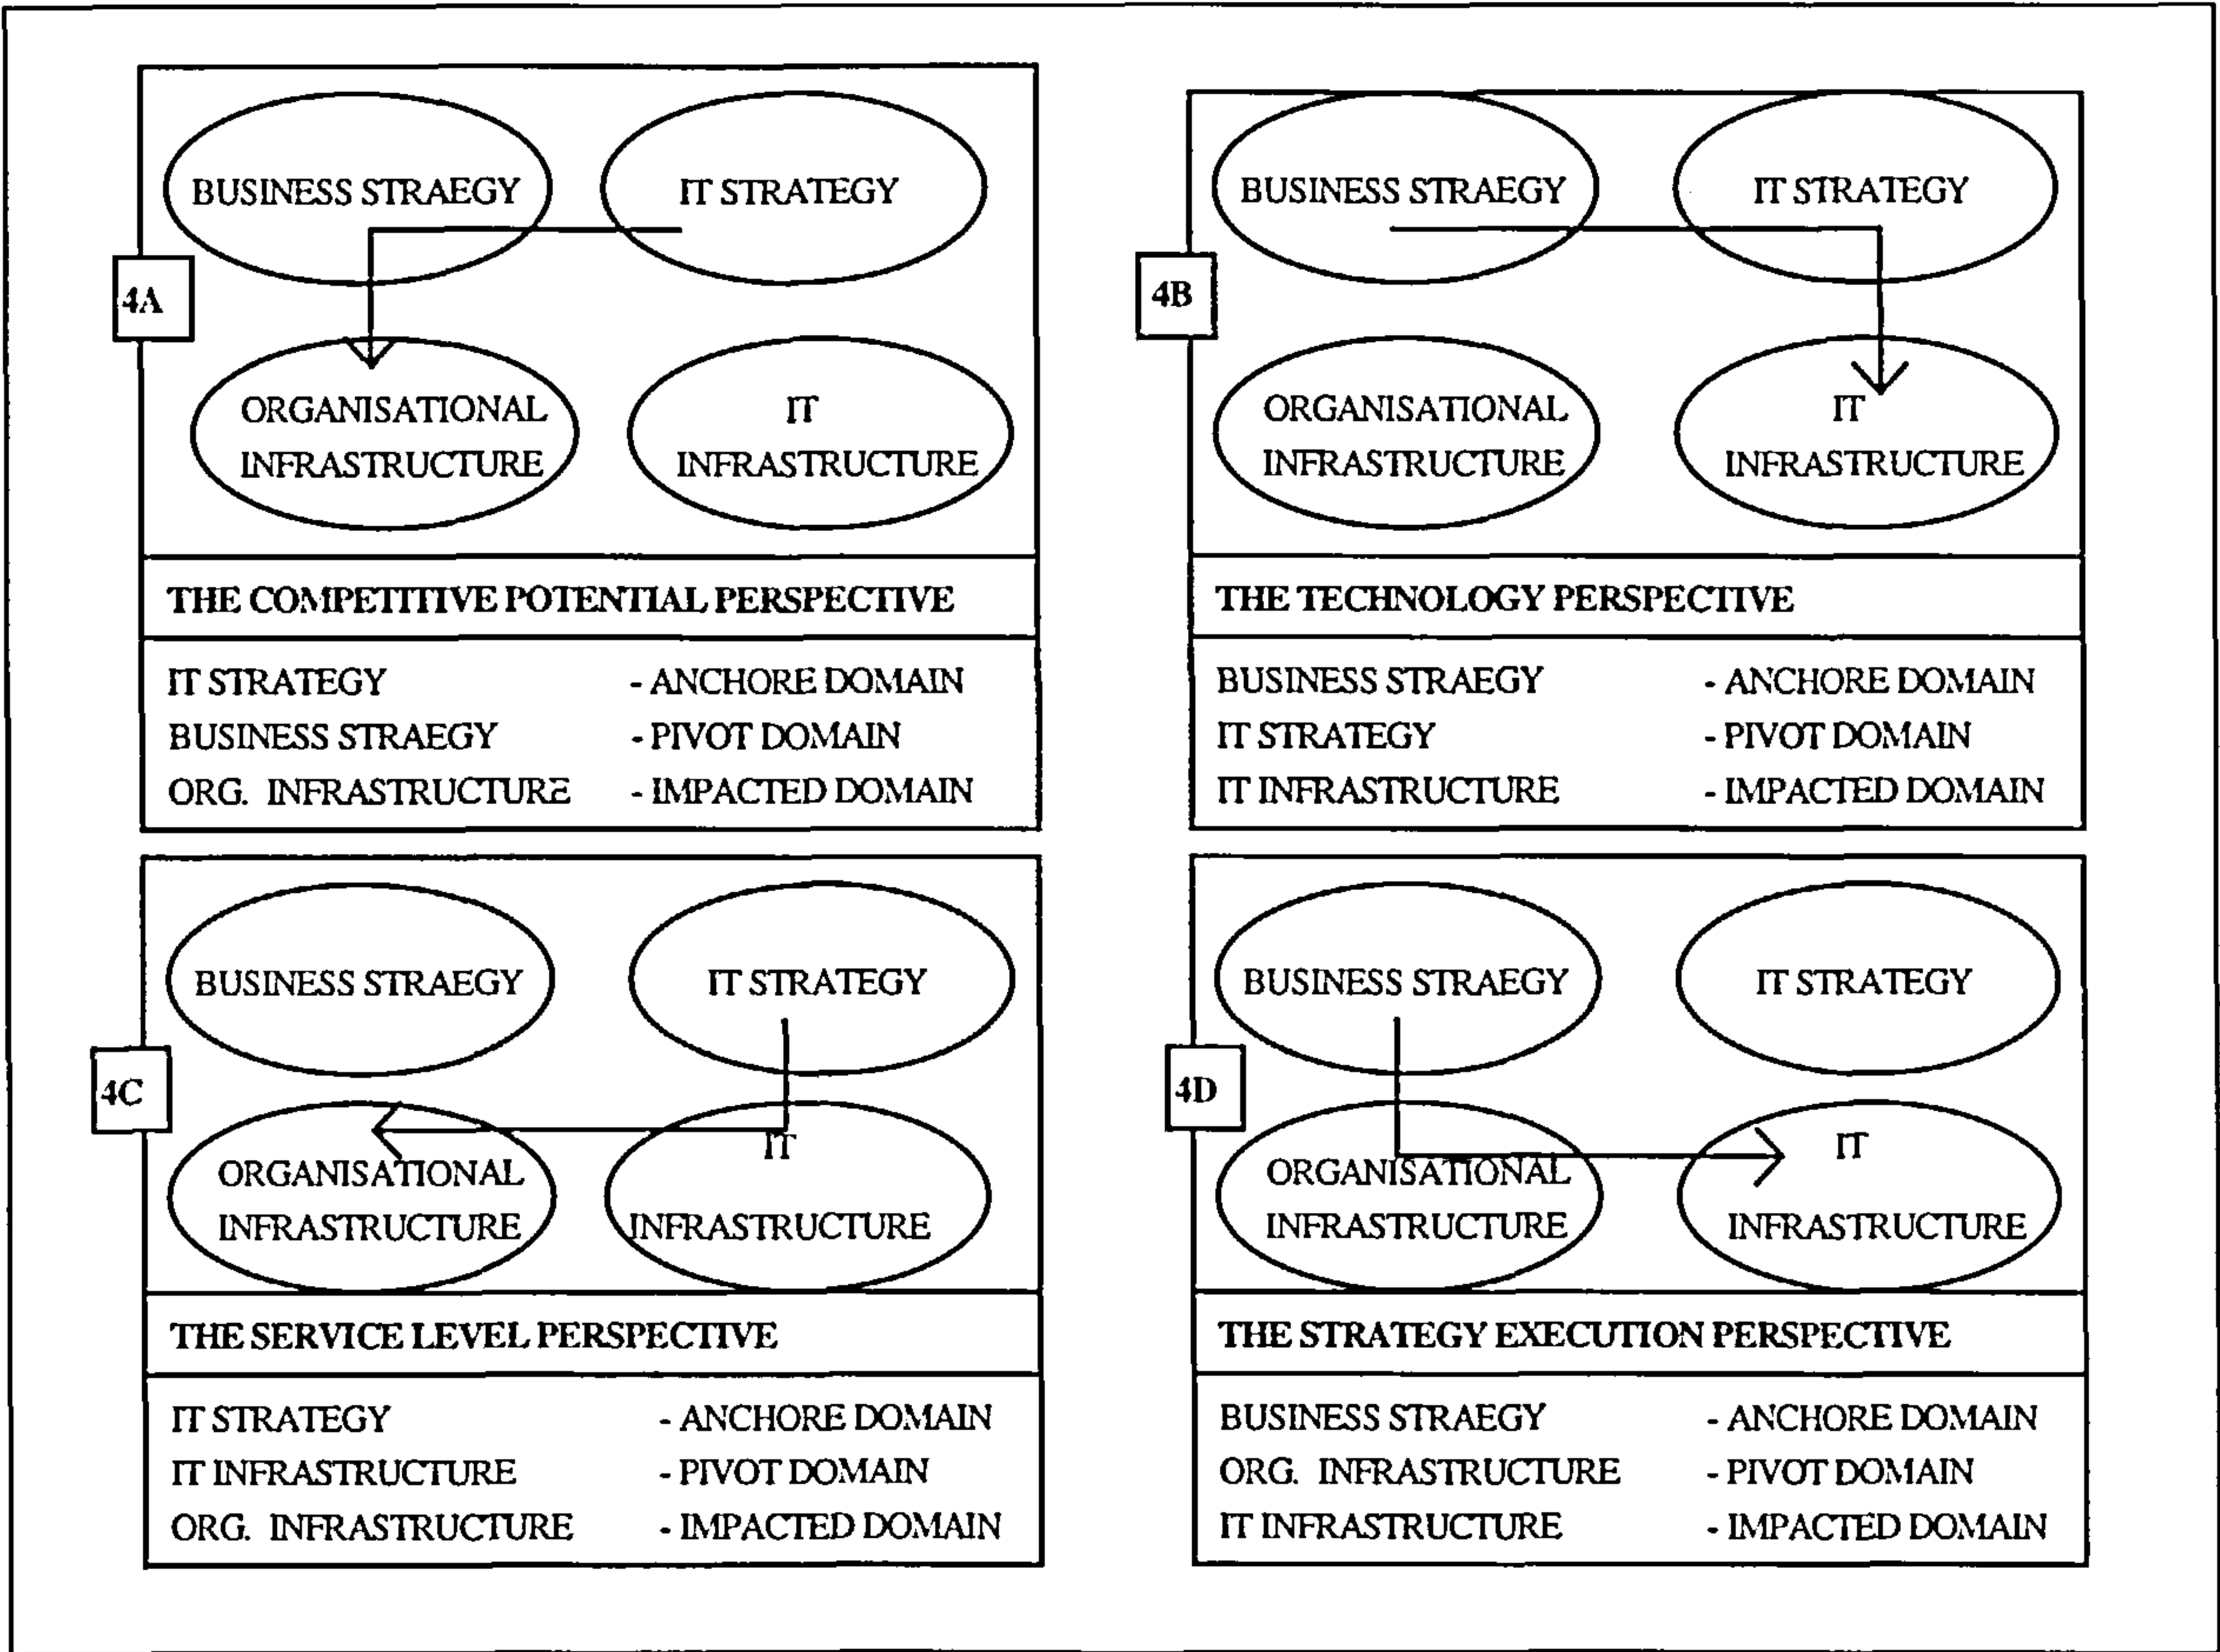 BUSINESS STRAEGY IT STRATEGY
4A
ORGANISATIONAL
INFRASTRUCTURE
IT
INFRASTRUCTURE
THE COMPETITIVE POTENTIAL PERSPECTIVE
IT STRATEGY - ANCHORE DOMAIN
BUSINESS STRAEGY - PIVOT DOMAIN
ORG. INFRASTRUCTURE - IMPACTED DOMAIN
BUSINESS STRAEGY IT STRATEGY
4B
ORGANISATIONAL
INFRASTRUCTURE
IT
INFRASTRUCTURE
THE TECHNOLOGY PERSPECTIVE
BUSINESS STRAEGY - ANCHORE DOMAIN
IT STRATEGY - PIVOT DOMAIN
IT INFRASTRUCTURE - IMPACTED DOMAIN
BUSINESS STRAEGY IT STRATEGY
4C
ORGANISATIONAL
INFRASTRUCTURE
IT
INFRASTRUCTURE
THE SERVICE LEVEL PERSPECTIVE
IT STRATEGY - ANCHORE DOMAIN
IT INFRASTRUCTURE - PIVOT DOMAIN
ORG. INFRASTRUCTURE - IMPACTED DOMAIN
BUSINESS STRAEGY IT STRATEGY
4D
ORGANISATIONAL
INFRASTRUCTURE
IT
INFRASTRUCTURE
THE STRATEGY EXECUTION PERSPECTIVE
BUSINESS STRAEGY - ANCHORE DOMAIN
ORG. INFRASTRUCTURE - PIVOT DOMAIN
IT INFRASTRUCTURE - IMPACTED DOMAIN